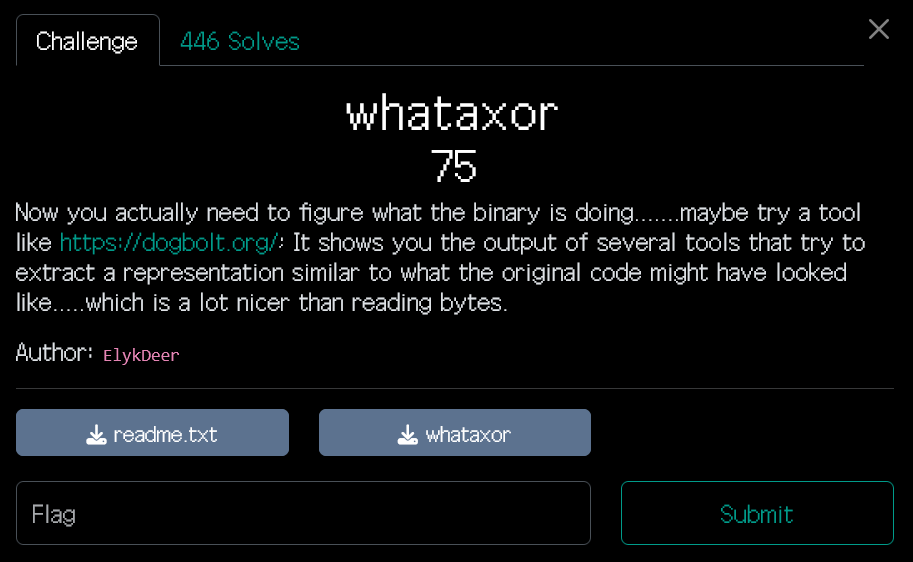 Challenge
446 Solves
whataxor
75
Now you actually need to figure what the binary is doing.......maybe try a tool
like https://dogbolt.org/; It shows you the output of several tools that try to
extract a representation similar to what the original code might have looked
like.....which is a lot nicer than reading bytes.
Author: ElykDeer
readme.txt
whataxor
Flag
Submit